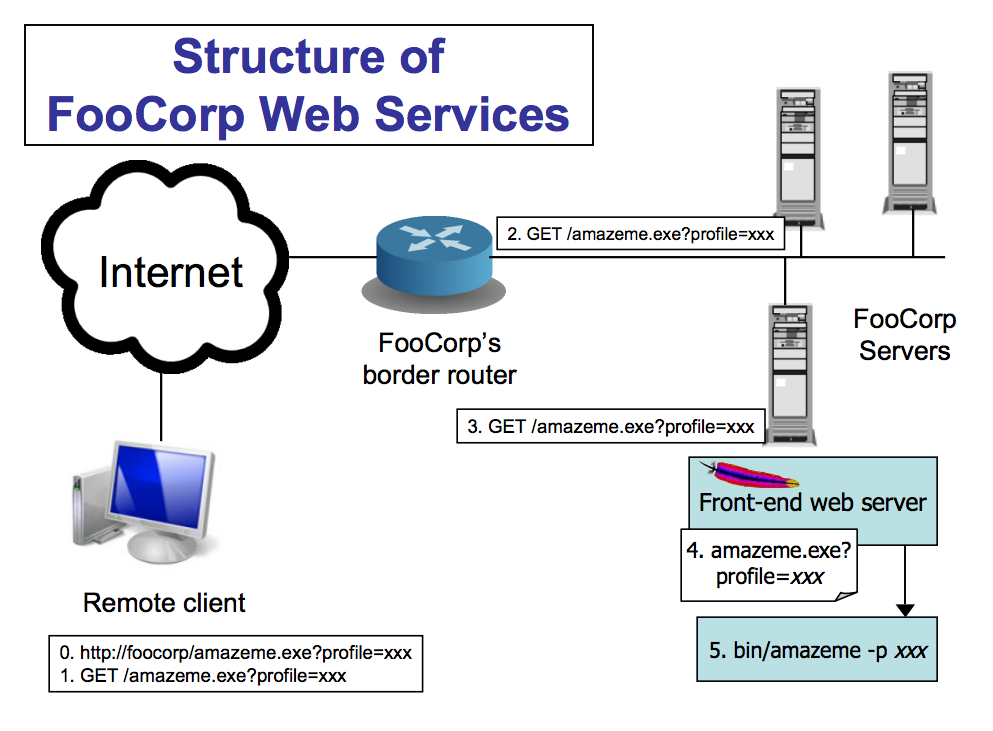 Structure of
FooCorp Web Services
2. GET /amazeme.exe?profile=xxx
Internet
FooCorp's
border router
FooCorp
Servers
3. GET /amazeme.exe?profile=xxx
Front-end web server
4. amazeme.exe?
profile=xxx
Remote client
0. http://foocorp/amazeme.exe?profile=xxx
1. GET /amazeme.exe?profile=xxx
5. bin/amazeme -p xxx